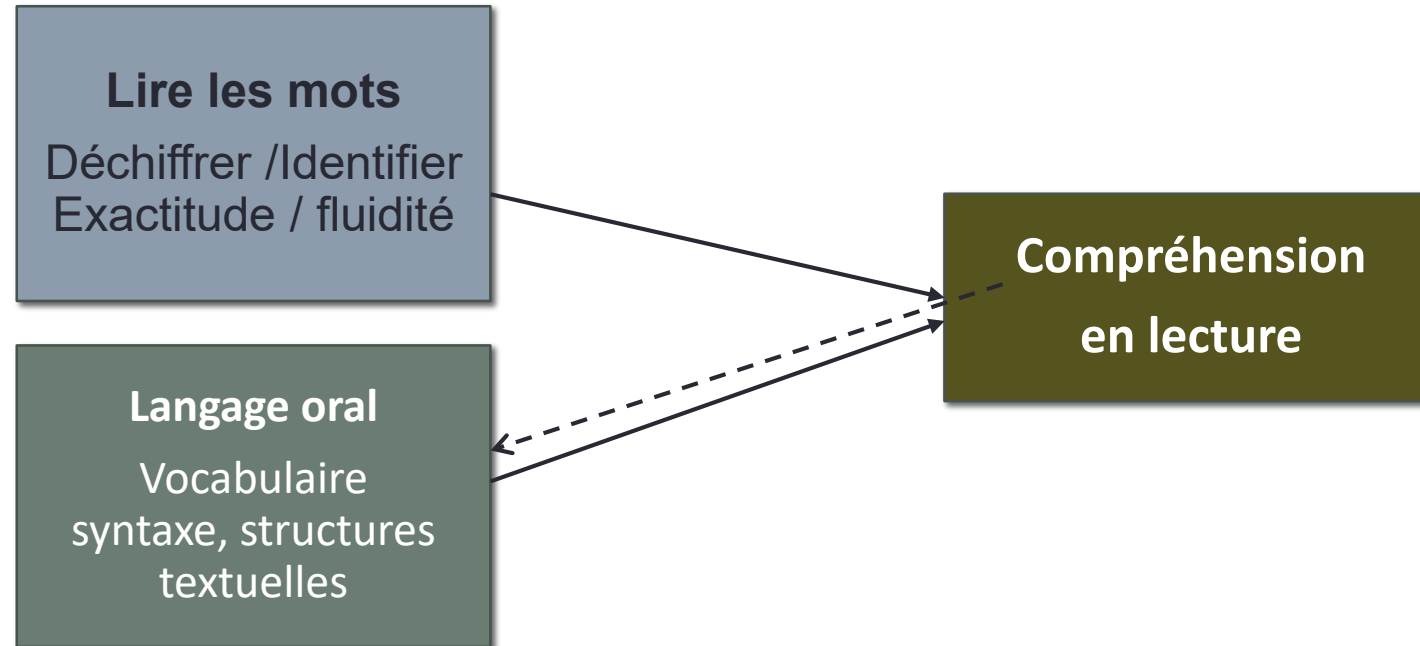 Lire les mots
Déchiffrer /Identifier
Exactitude / fluidité
Langage oral
Vocabulaire
syntaxe, structures
textuelles
Compréhension
en lecture